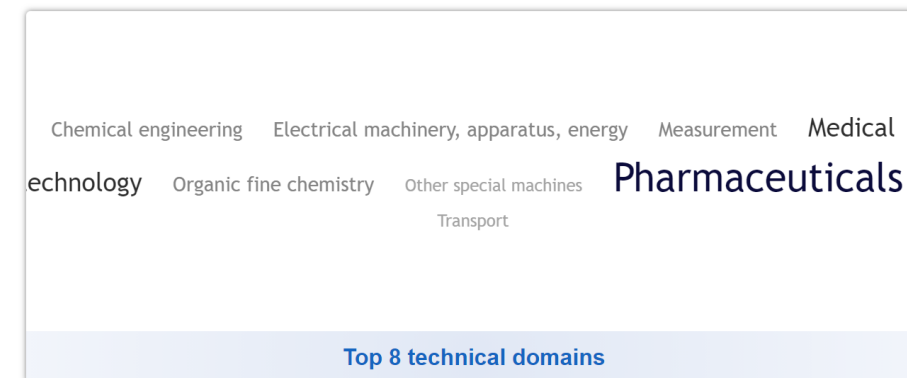 Chemical engineering Electrical machinery, apparatus, energy Measurement Medical
echnology Organic fine chemistry Other special machines Pharmaceuticals
Transport
Top 8 technical domains